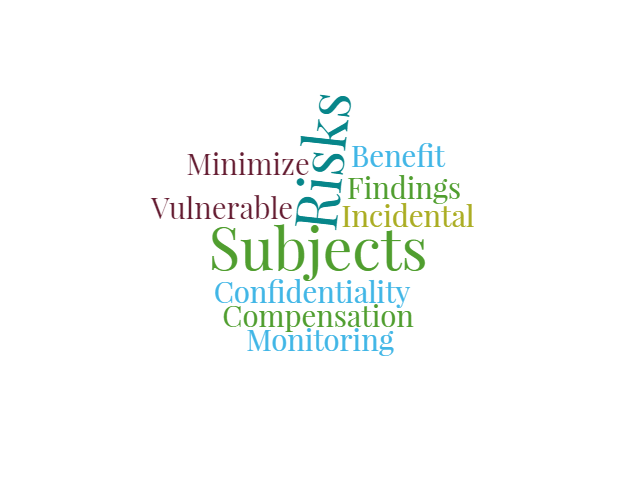 Risks
Minimize
Benefit
Findings
Vulnerable
Incidental
Subjects
Confidentiality
Compensation
Monitoring